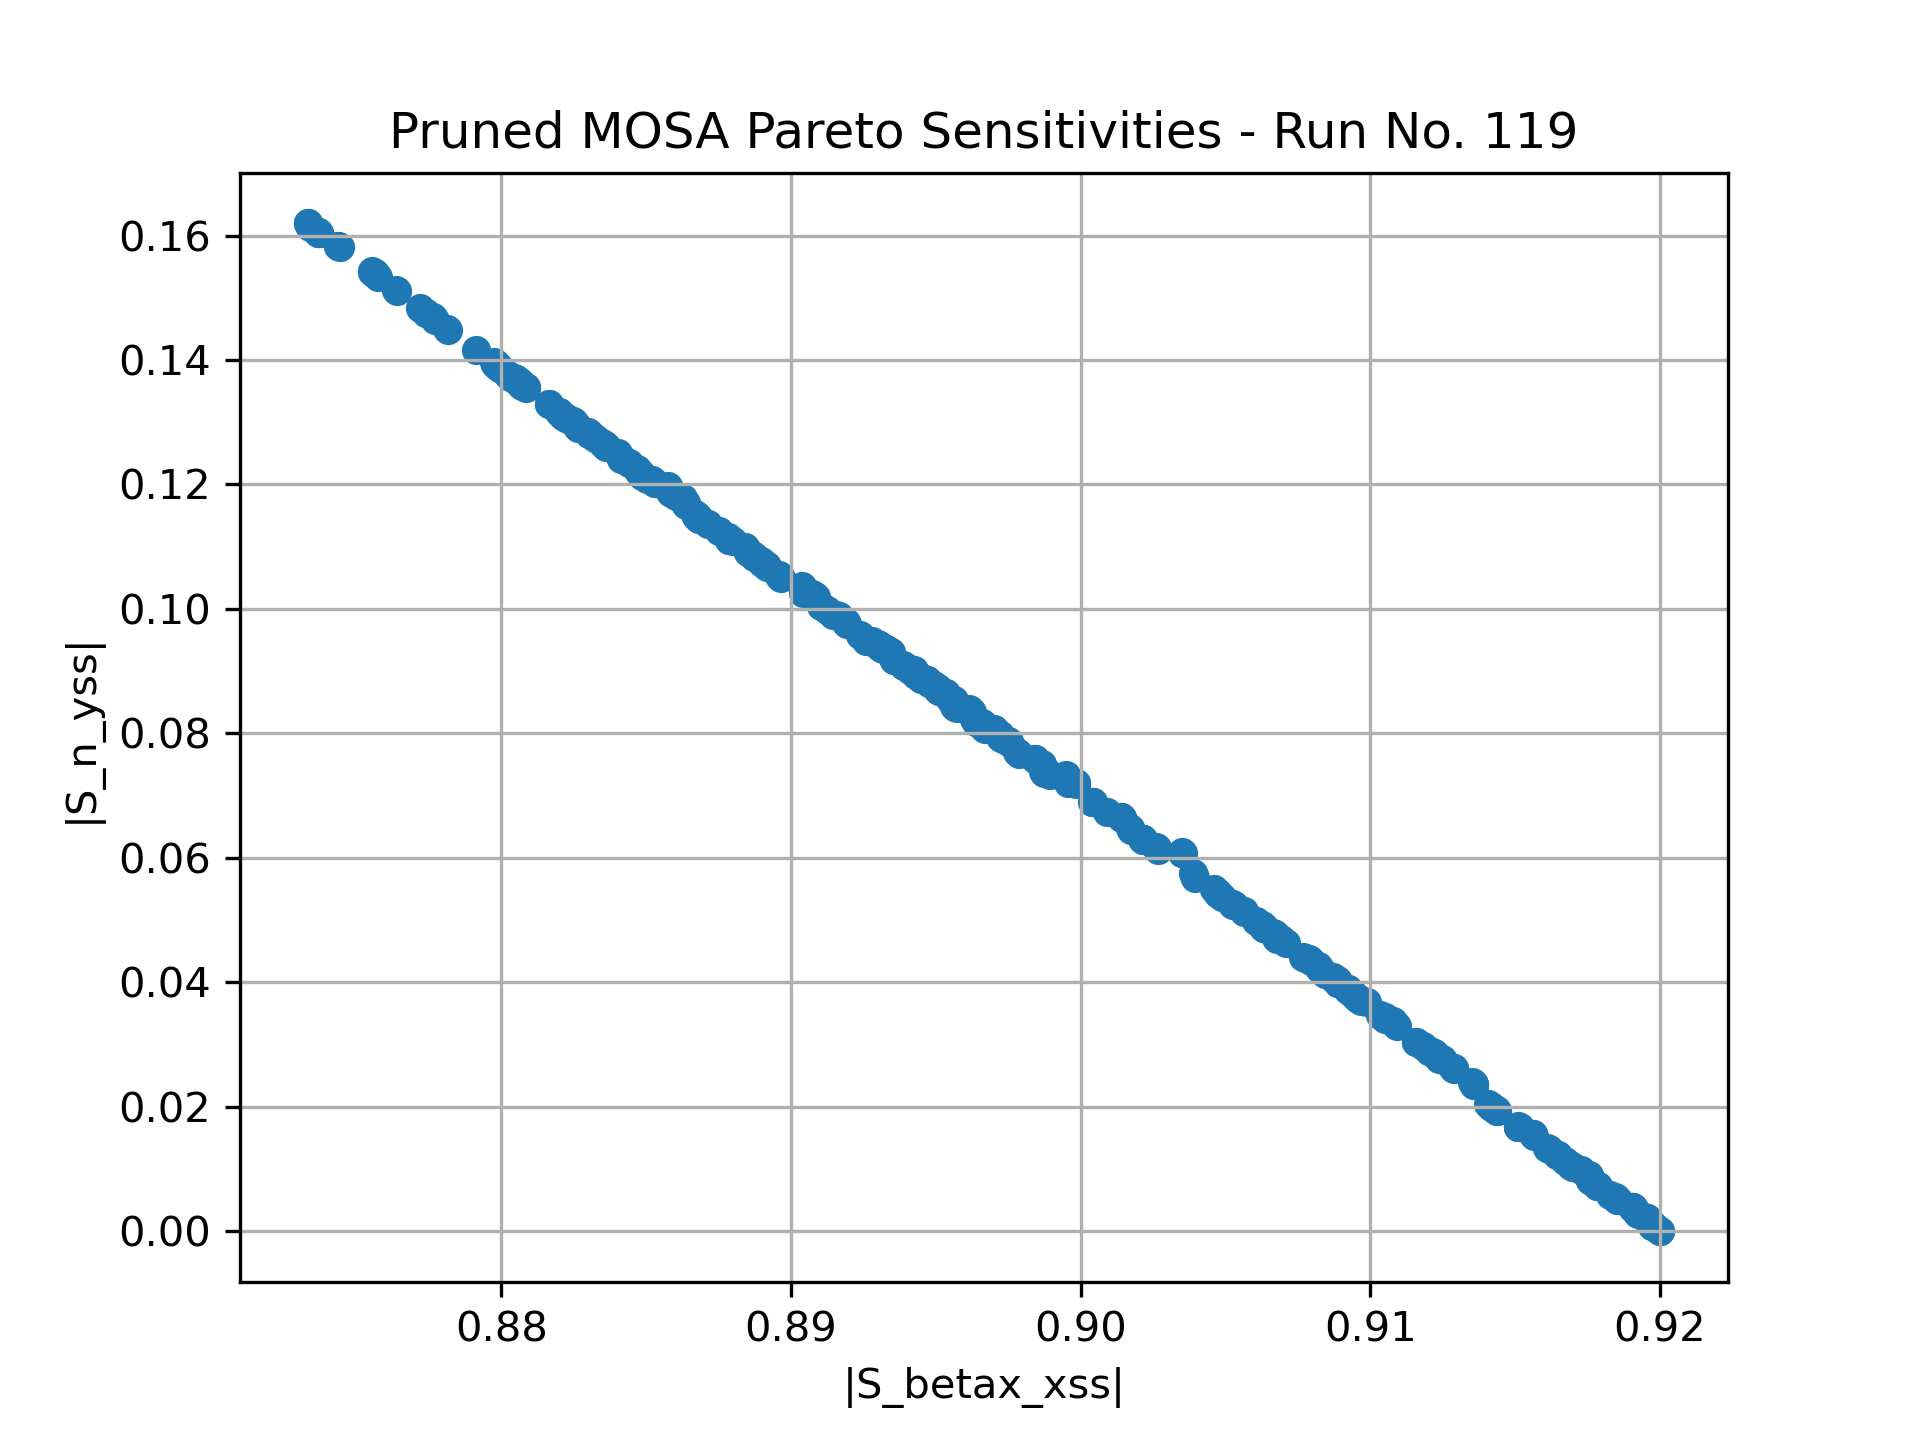 Pruned MOSA Pareto Sensitivities - Run No. 119
0.16
0.14
0.12
0.10
0.08
0.06
0.04
0.02
0.00
|S_n_yss|
0.88 0.89 0.90 0.91 0.92
|S_betax_xss|